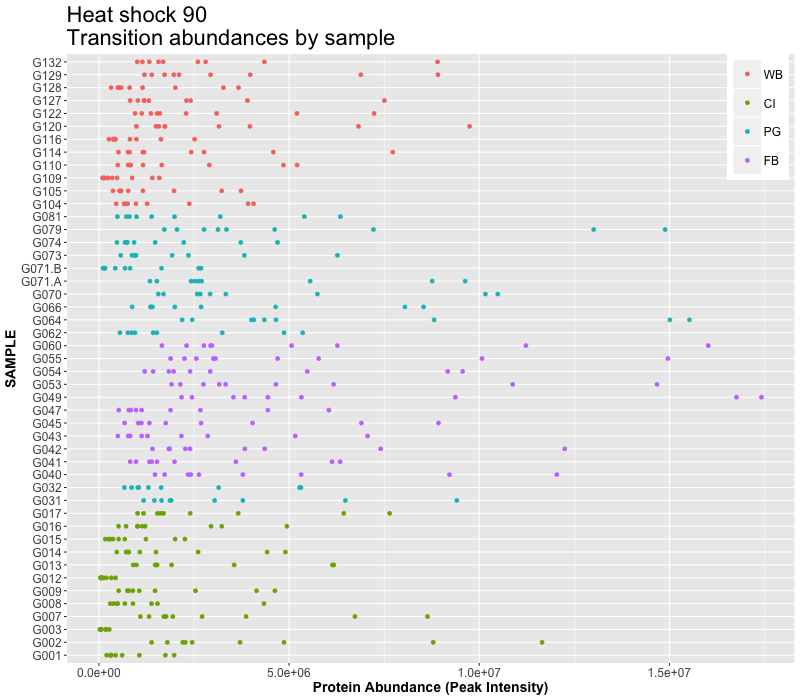 Heat shock 90
Transition abundances by sample
G132
G129
G128
G127
G122
G120
G116
G114
G110
G109
G105
G104
G081
G079
G074
G073
G071.B
G071.A
G070
G066
G064
G062
G060
G055
G054
G053
G049
G047
G045
G043
G042
G041
G040
G032
G031
G017
G016
G015
G014
G013
G012
G009
G008
G007
G003
G002
G001
SAMPLE
WB
CI
PG
FB
0.0e+00 5.0e+06 1.0e+07 1.5e+07
Protein Abundance (Peak Intensity)